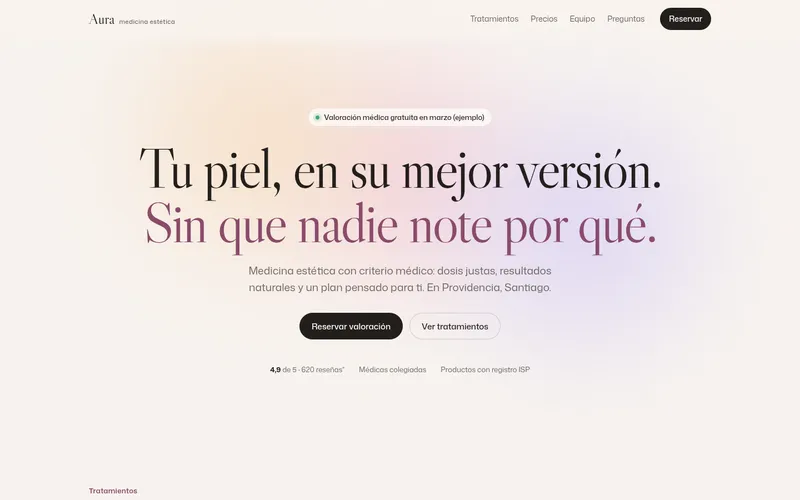 Aura medicina estética
Tratamientos Precios Equipo Preguntas Reservar
Valoración médica gratuita en marzo (ejemplo)
Tu piel, en su mejor versión.
Sin que nadie note por qué.
Medicina estética con criterio médico: dosis justas, resultados
naturales y un plan pensado para ti. En Providencia, Santiago.
Reservar valoración Ver tratamientos
4,9 de 5 · 620 reseñas* Médicas colegiadas Productos con registro ISP
Tratamientos